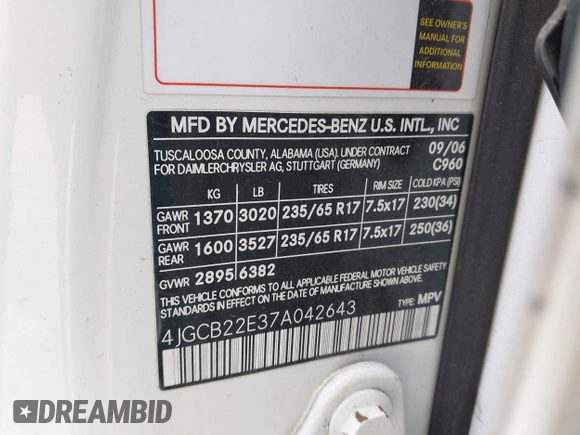 SEE OWNER'S
MANUAL FOR
ADDITIONAL
INFORMATION
MFD BY MERCEDES-BENZ U.S. INTL., INC
TUSCALOOSA COUNTY, ALABAMA (USA), UNDER CONTRACT 09/06
FOR DAIMLERCHRYSLER AG, STUTTGART (GERMANY) C960
KG LB TIRES RIM SIZE COLD KPA (PSI)
GAWR FRONT 1370 3020 235/65 R17 7.5x17 230(34)
GAWR REAR 1600 3527 235/65 R17 7.5x17 250(36)
GVWR 2895 6382
THIS VEHICLE CONFORMS TO ALL APPLICABLE FEDERAL MOTOR VEHICLE SAFETY
STANDARDS IN EFFECT ON THE DATE OF MANUFACTURE SHOWN ABOVE.
4JGCB22E37A042643 TYPE: MPV
DREAMBID